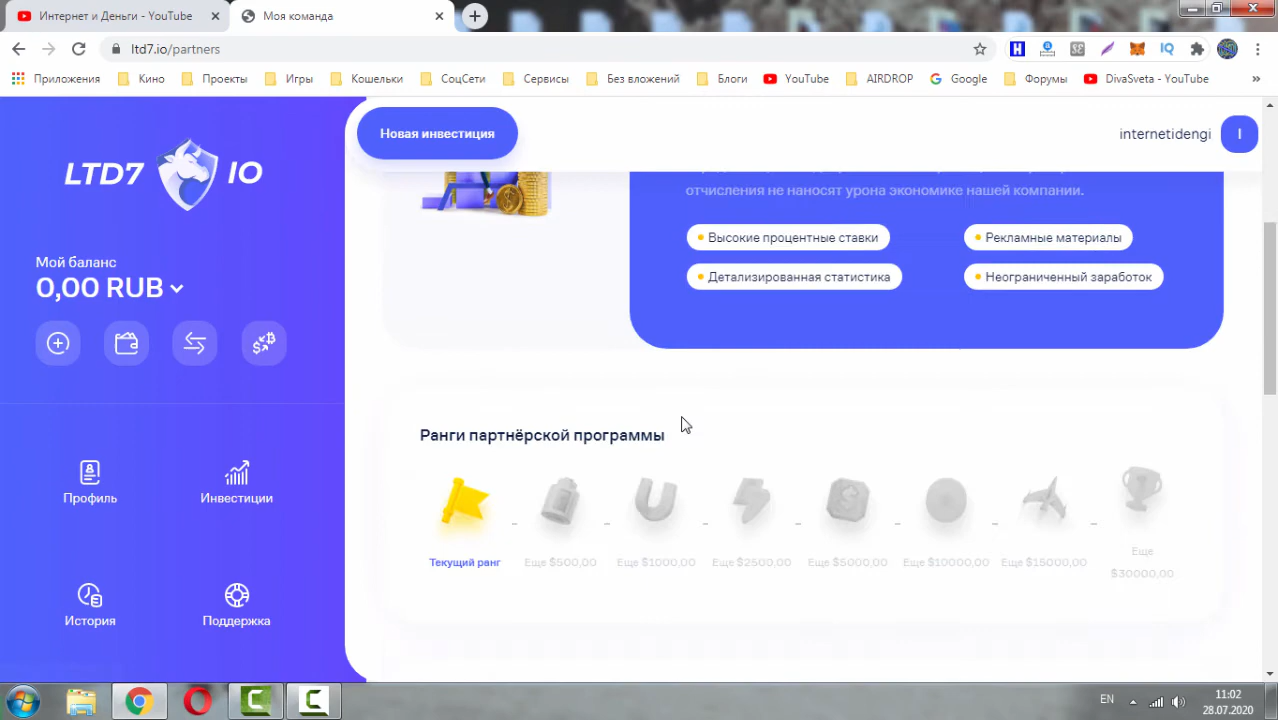 Интернет и Деньги - YouTube
Моя команда
ltd7.io/partners
Приложения
Кино
Проекты
Игры
Кошельки
СоцСети
Сервисы
Без вложений
Блоги
YouTube
AIRDROP
Google
Форумы
DivaSveta - YouTube
LTD7 IO
Новая инвестиция
internetidengi
I
отчисления не наносят урона экономике нашей компании.
Высокие процентные ставки
Рекламные материалы
Детализированная статистика
Неограниченный заработок
Мой баланс
0,00 RUB
Профиль
Инвестиции
История
Поддержка
Ранги партнёрской программы
Текущий ранг
Еще $500,00
Еще $1000,00
Еще $2500,00
Еще $5000,00
Еще $10000,00
Еще $15000,00
Еще
$30000,00
EN
11:02
28.07.2020